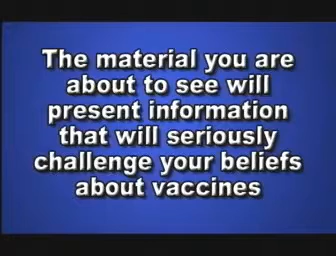 The material you are
about to see will
present information
that will seriously
challenge your beliefs
about vaccines